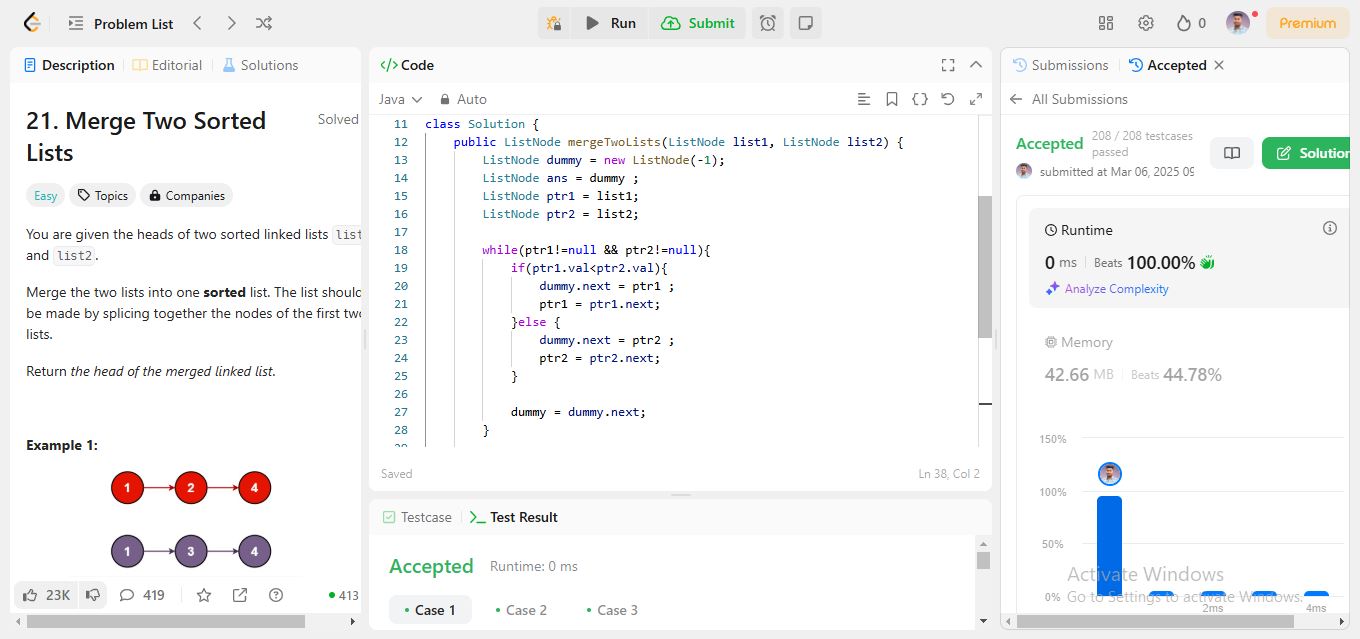 Problem List
Run
Submit
0
Premium
Description
Editorial
Solutions
21. Merge Two Sorted
Lists
Solved
Easy
Topics
Companies
You are given the heads of two sorted linked lists list
and list2.
Merge the two lists into one sorted list. The list should
be made by splicing together the nodes of the first two
lists.
Return the head of the merged linked list.
Example 1:
1
2
4
1
3
4
23K
419
413
</> Code
Java
Auto
11 class Solution {
12 public ListNode mergeTwoLists(ListNode list1, ListNode list2) {
13 ListNode dummy = new ListNode(-1);
14 ListNode ans = dummy ;
15 ListNode ptr1 = list1;
16 ListNode ptr2 = list2;
17
18 while(ptr1!=null && ptr2!=null){
19 if(ptr1.val<ptr2.val){
20 dummy.next = ptr1 ;
21 ptr1 = ptr1.next;
22 }else {
23 dummy.next = ptr2 ;
24 ptr2 = ptr2.next;
25 }
26
27 dummy = dummy.next;
28 }
Saved
Ln 38, Col 2
Testcase
Test Result
Accepted
Runtime: 0 ms
Case 1
Case 2
Case 3
Submissions
Accepted
All Submissions
Accepted
208 / 208 testcases
passed
submitted at Mar 06, 2025 09
Solution
Runtime
0 ms
Beats 100.00%
Analyze Complexity
Memory
42.66 MB
Beats 44.78%
150%
100%
50%
0%
2ms
4ms
Activate Windows
Go to Settings to activate Windows.